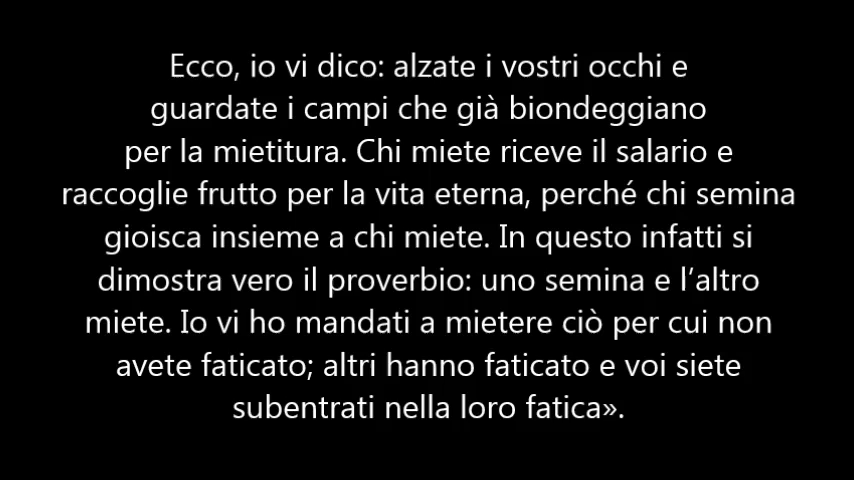 Ecco, io vi dico: alzate i vostri occhi e
guardate i campi che già biondeggiano
per la mietitura. Chi miete riceve il salario e
raccoglie frutto per la vita eterna, perché chi semina
gioisca insieme a chi miete. In questo infatti si
dimostra vero il proverbio: uno semina e l’altro
miete. Io vi ho mandati a mietere ciò per cui non
avete faticato; altri hanno faticato e voi siete
subentrati nella loro fatica».